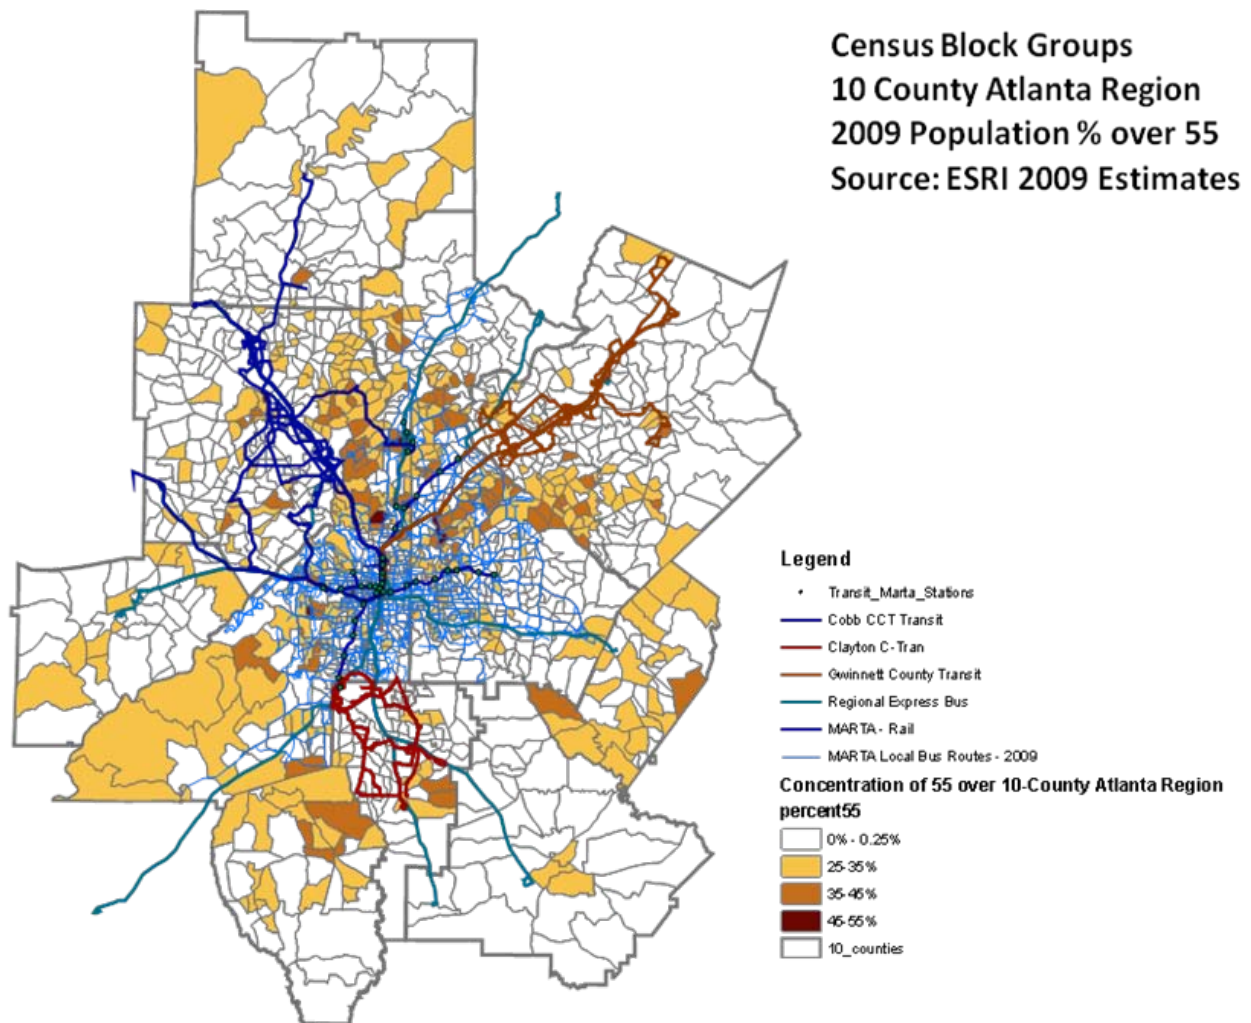 Census Block Groups
10 County Atlanta Region
2009 Population % over 55
Source: ESRI 2009 Estimates
Legend
Transit_Marta_Stations
Cobb CCT Transit
Clayton C-Tran
Gwinnett County Transit
Regional Express Bus
MARTA - Rail
MARTA Local Bus Routes - 2009
Concentration of 55 over 10-County Atlanta Region
percent55
0% - 0.25%
25-35%
35-45%
45-55%
10_counties